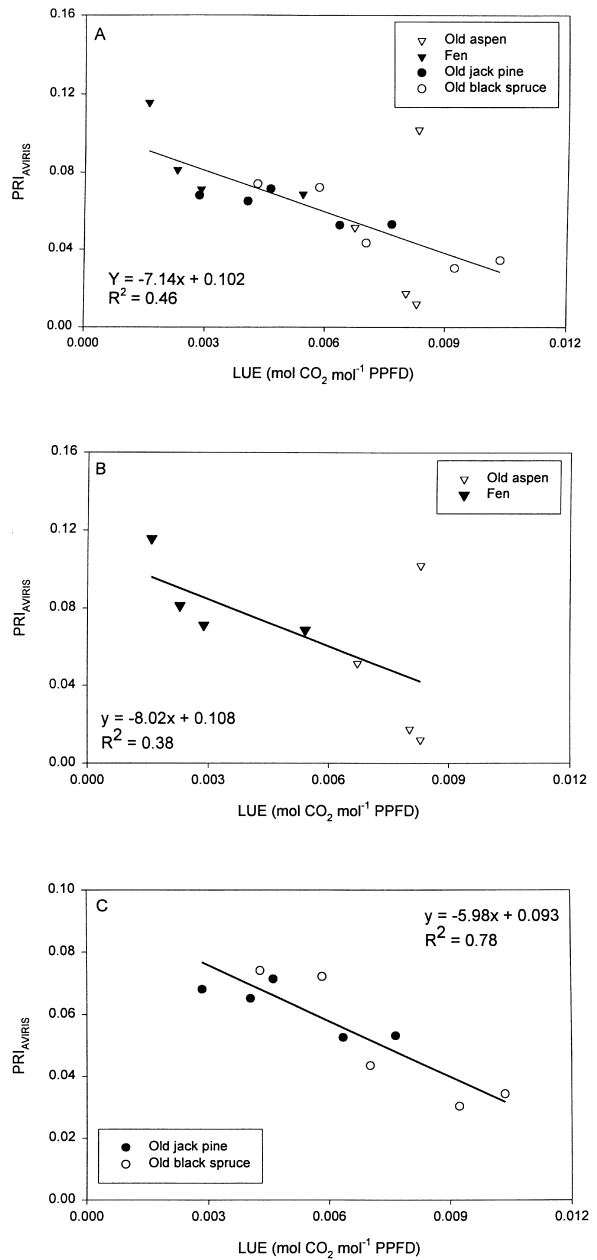 A
Old aspen
Fen
Old jack pine
Old black spruce
0.16
0.12
0.08
0.04
0.00
PRI_AVIRIS
Y = -7.14x + 0.102
R² = 0.46
0.000 0.003 0.006 0.009 0.012
LUE (mol CO₂ mol⁻¹ PPFD)
B
Old aspen
Fen
0.16
0.12
0.08
0.04
0.00
PRI_AVIRIS
y = -8.02x + 0.108
R² = 0.38
0.000 0.003 0.006 0.009 0.012
LUE (mol CO₂ mol⁻¹ PPFD)
C
y = -5.98x + 0.093
R² = 0.78
0.10
0.08
0.06
0.04
0.02
0.00
PRI_AVIRIS
Old jack pine
Old black spruce
0.000 0.003 0.006 0.009 0.012
LUE (mol CO₂ mol⁻¹ PPFD)